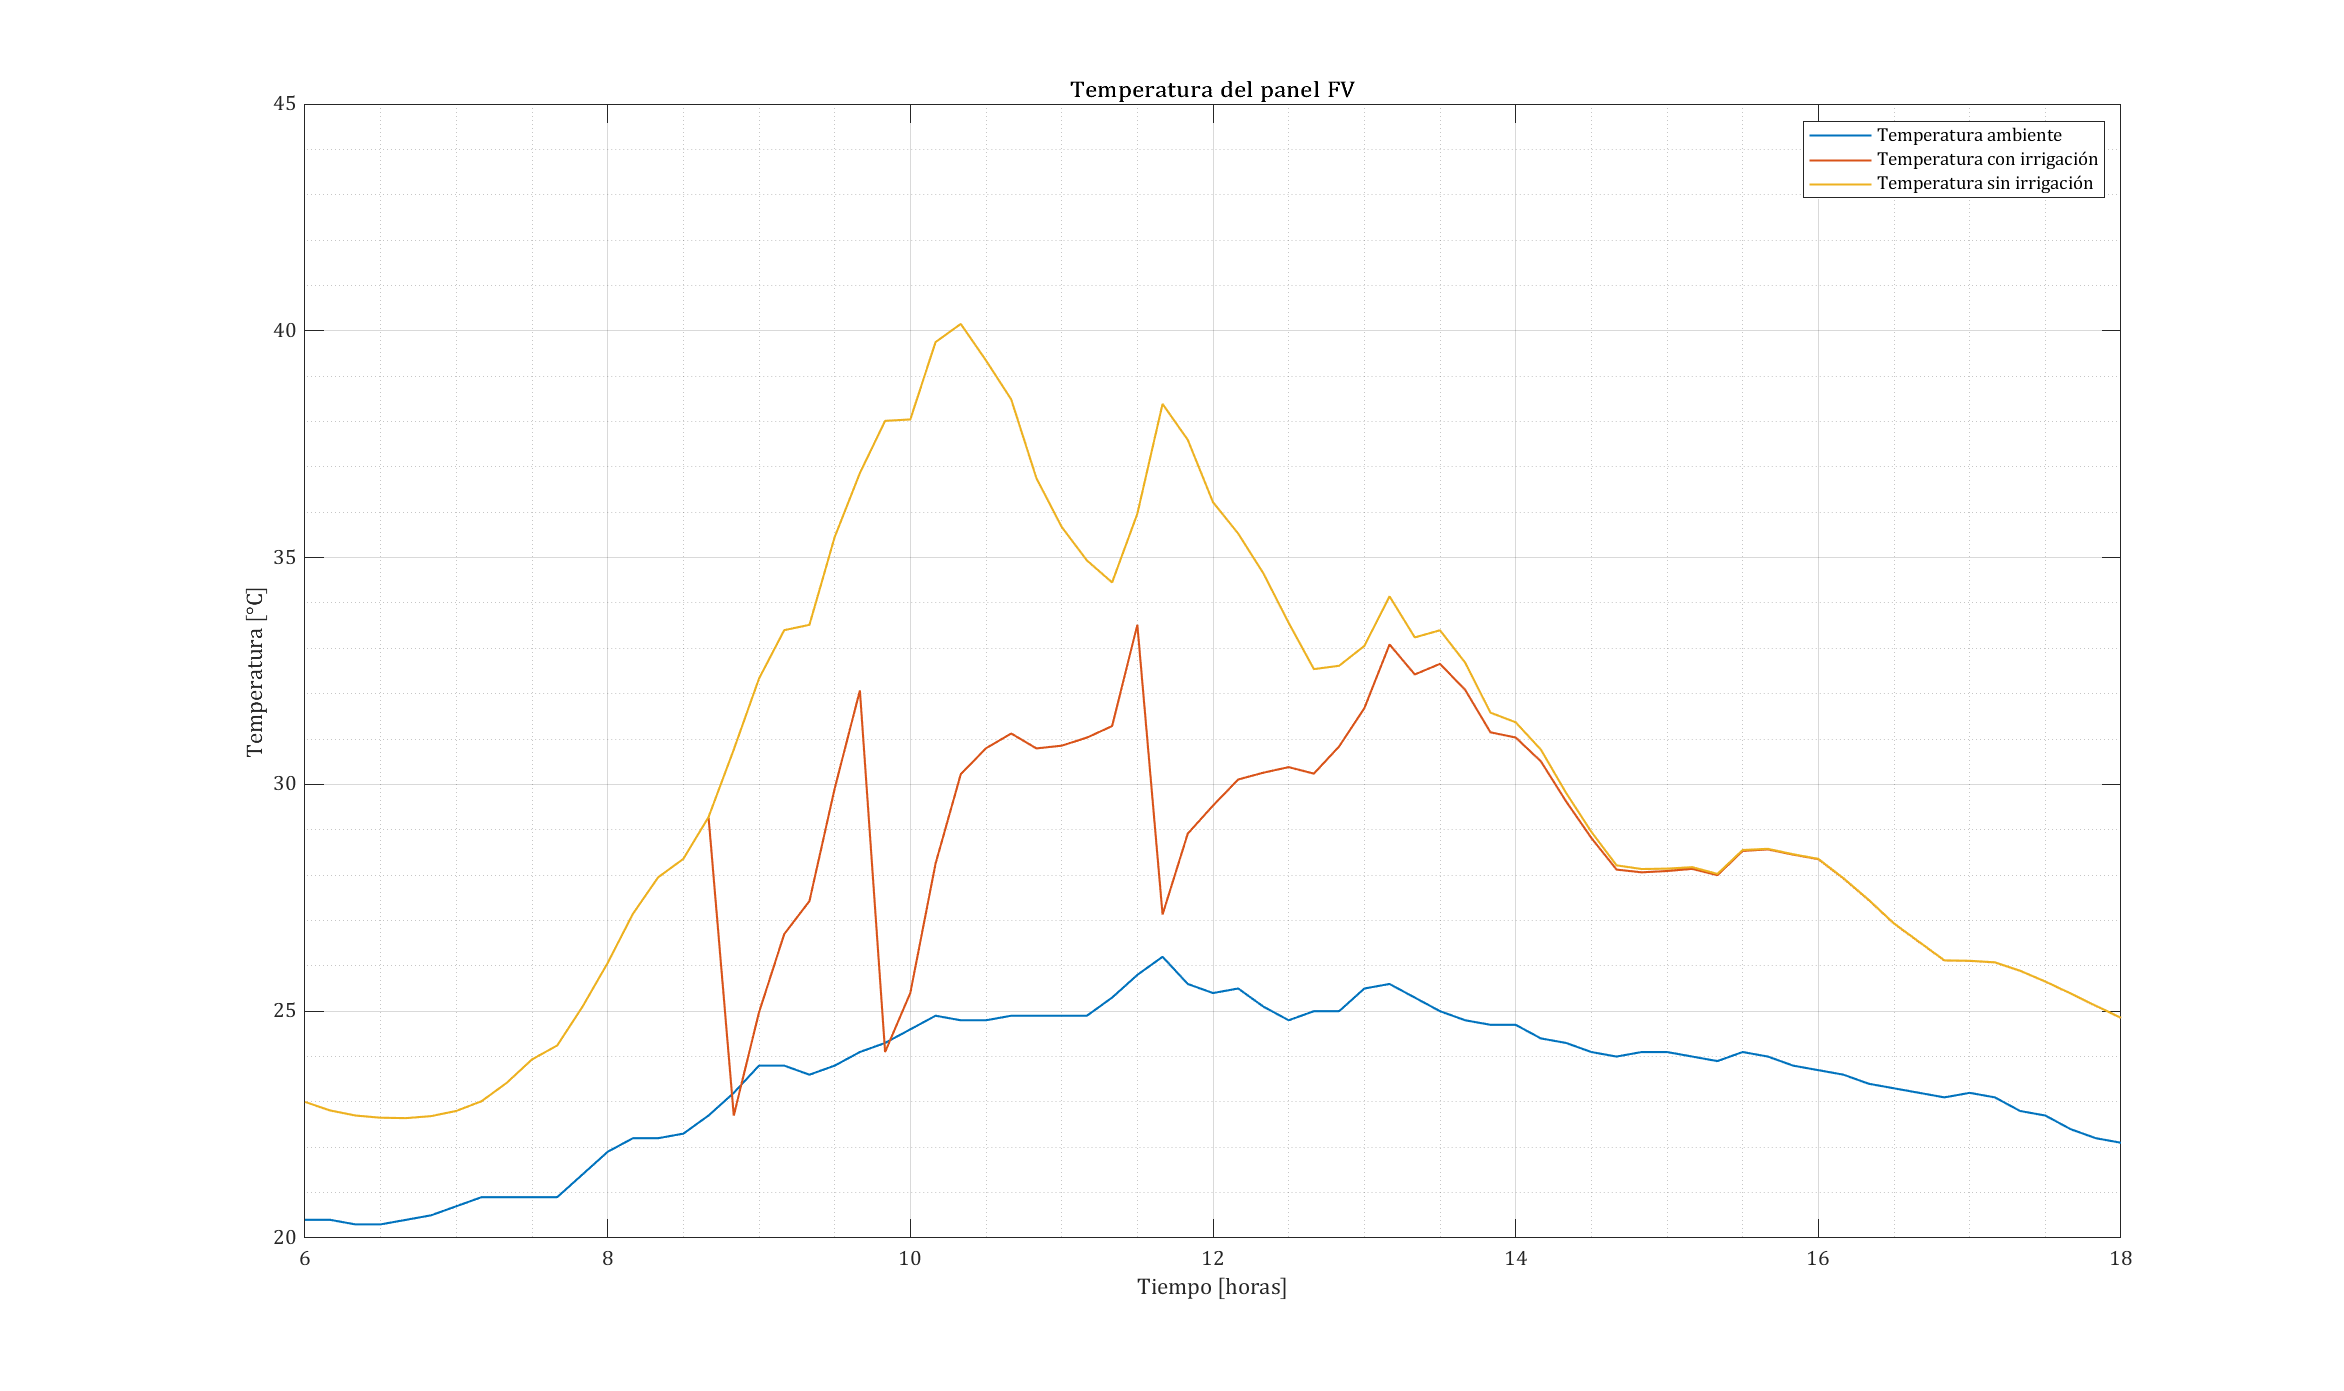 Temperatura del panel FV
45
40
35
30
25
20
Temperatura [°C]
Temperatura ambiente
Temperatura con irrigación
Temperatura sin irrigación
6 8 10 12 14 16 18
Tiempo [horas]